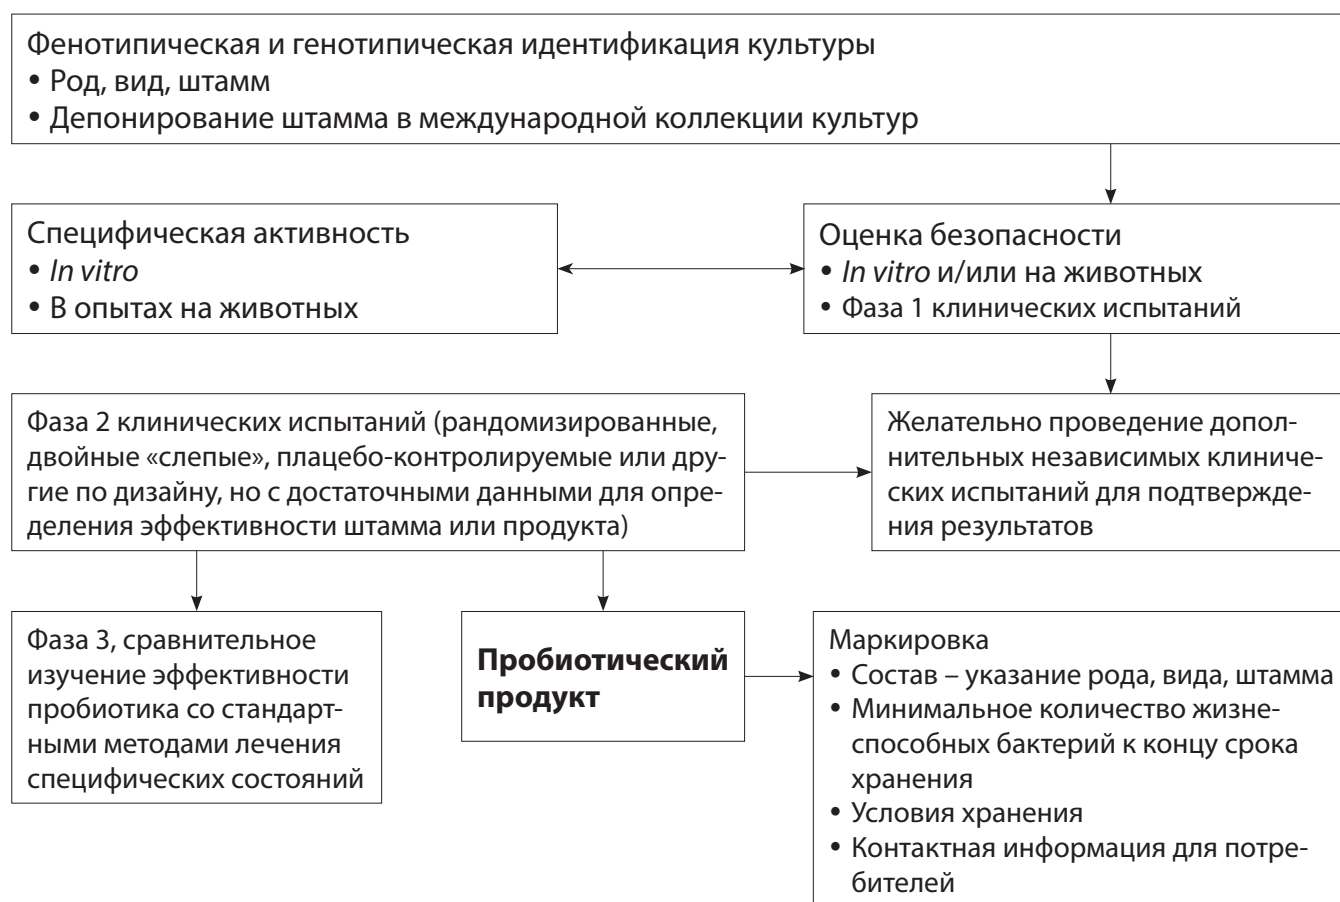 Фенотипическая и генотипическая идентификация культуры
• Род, вид, штамм
• Депонирование штамма в международной коллекции культур
Специфическая активность
• In vitro
• В опытах на животных
Оценка безопасности
• In vitro и/или на животных
• Фаза 1 клинических испытаний
Фаза 2 клинических испытаний (рандомизированные,
двойные «слепые», плацебо-контролируемые или дру-
гие по дизайну, но с достаточными данными для опре-
деления эффективности штамма или продукта)
Желательно проведение допол-
нительных независимых клиниче-
ских испытаний для подтвержде-
ния результатов
Фаза 3, сравнительное
изучение эффективности
пробиотика со стандарт-
ными методами лечения
специфических состояний
Пробиотический
продукт
Маркировка
• Состав – указание рода, вида, штамма
• Минимальное количество жизне-
способных бактерий к концу срока
хранения
• Условия хранения
• Контактная информация для потре-
бителей